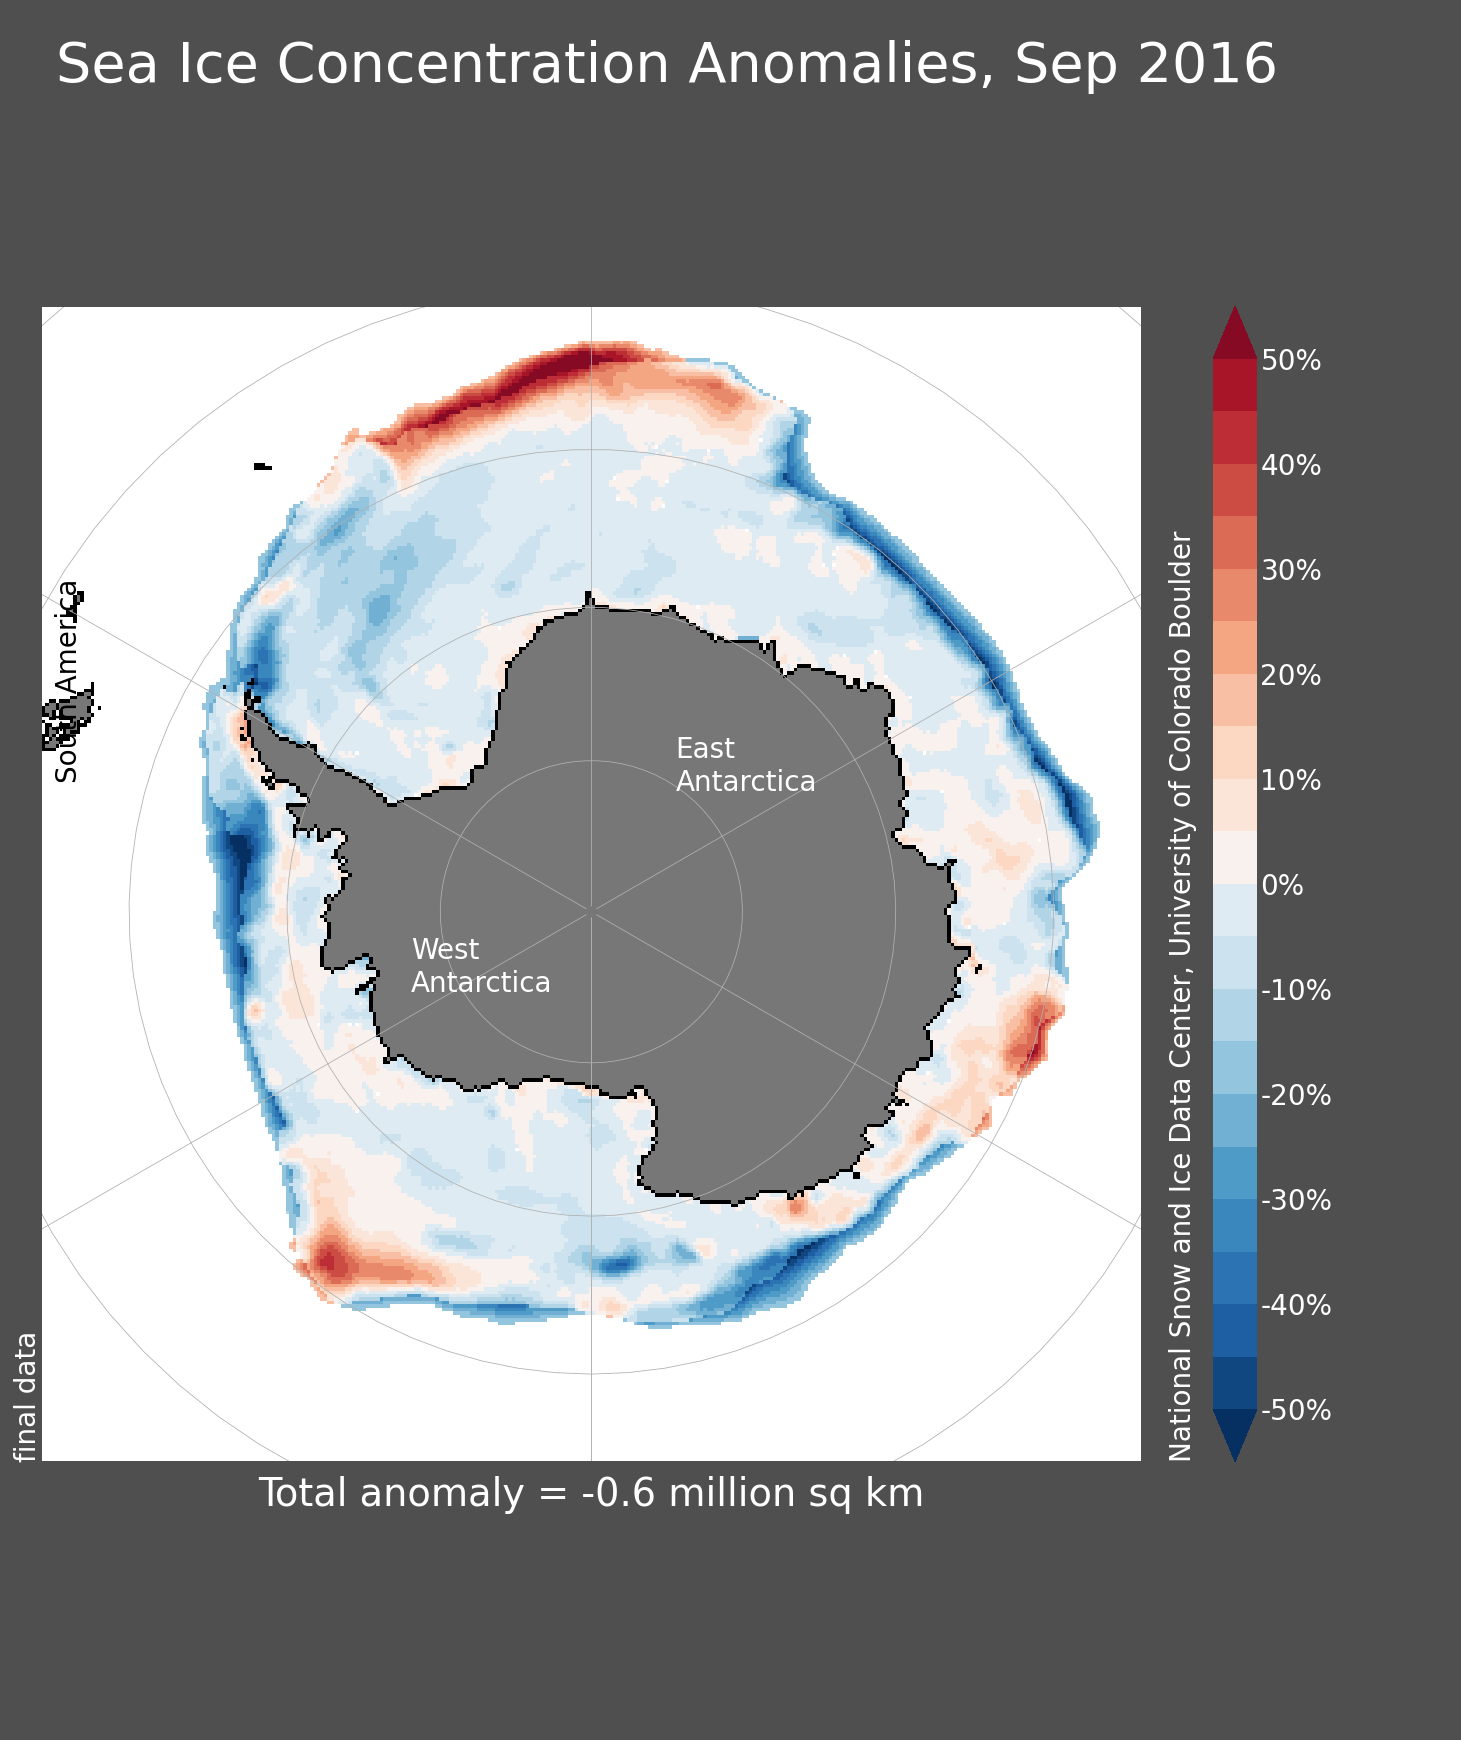 Sea Ice Concentration Anomalies, Sep 2016
South America
East
Antarctica
West
Antarctica
final data
National Snow and Ice Data Center, University of Colorado Boulder
50%
40%
30%
20%
10%
0%
-10%
-20%
-30%
-40%
-50%
Total anomaly = -0.6 million sq km